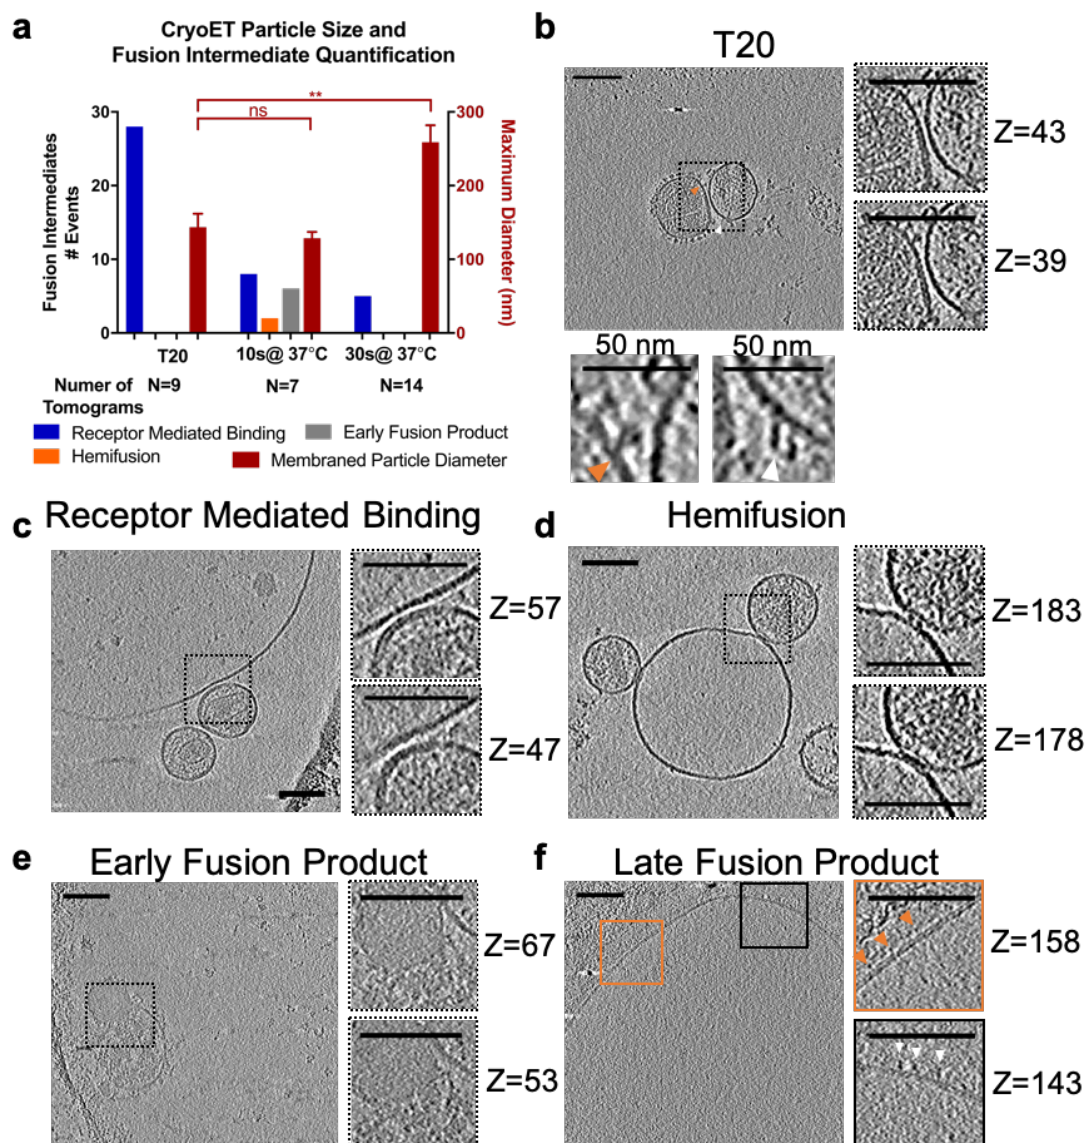 a
CryoET Particle Size and
Fusion Intermediate Quantification
**
ns
30
20
10
0
Fusion Intermediates
# Events
300
200
100
0
Maximum Diameter (nm)
T20
10s@ 37°C
30s@ 37°C
Numer of
Tomograms
N=9
N=7
N=14
Receptor Mediated Binding
Early Fusion Product
Hemifusion
Membraned Particle Diameter
b
T20
Z=43
Z=39
50 nm
50 nm
c
Receptor Mediated Binding
Z=57
Z=47
d
Hemifusion
Z=183
Z=178
e
Early Fusion Product
Z=67
Z=53
f
Late Fusion Product
Z=158
Z=143